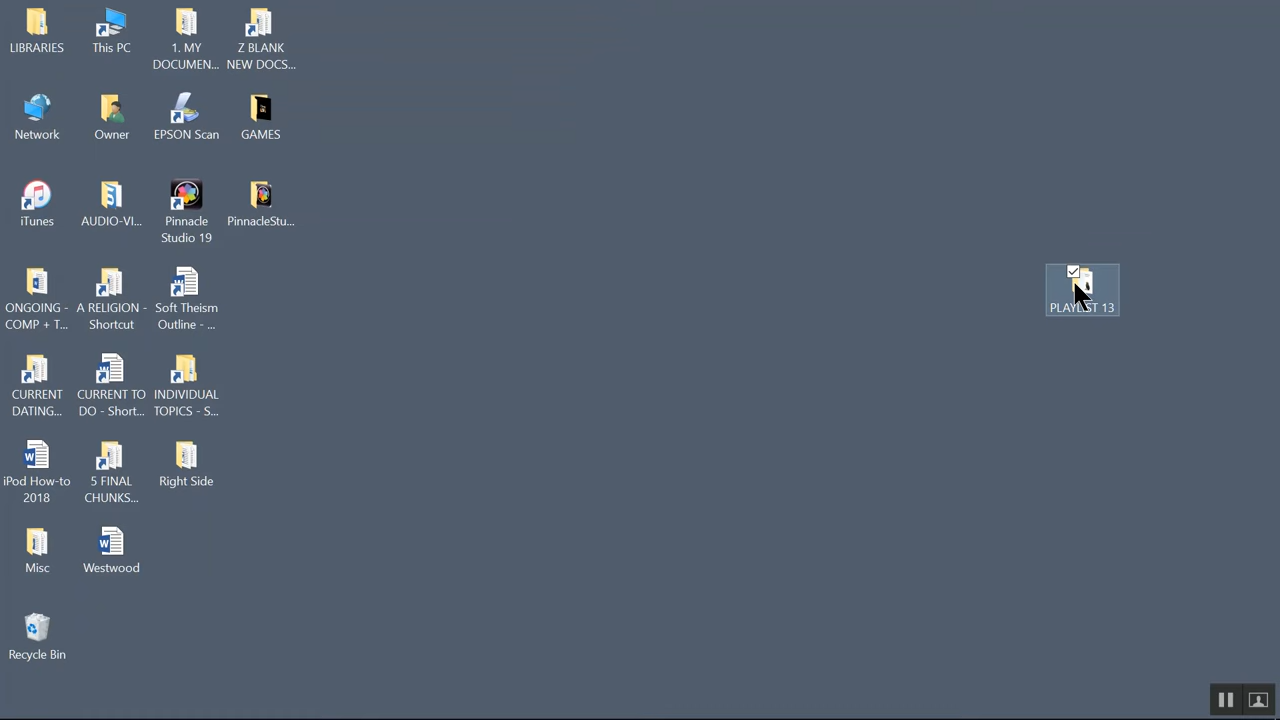 LIBRARIES
This PC
1. MY
DOCUMEN...
Z BLANK
NEW DOCS...
Network
Owner
EPSON Scan
GAMES
iTunes
AUDIO-VI...
Pinnacle
Studio 19
PinnacleStu...
ONGOING -
COMP + T...
A RELIGION -
Shortcut
Soft Theism
Outline - ...
PLAYLIST 13
CURRENT
DATING...
CURRENT TO
DO - Short...
INDIVIDUAL
TOPICS - S...
iPod How-to
2018
5 FINAL
CHUNKS...
Right Side
Misc
Westwood
Recycle Bin